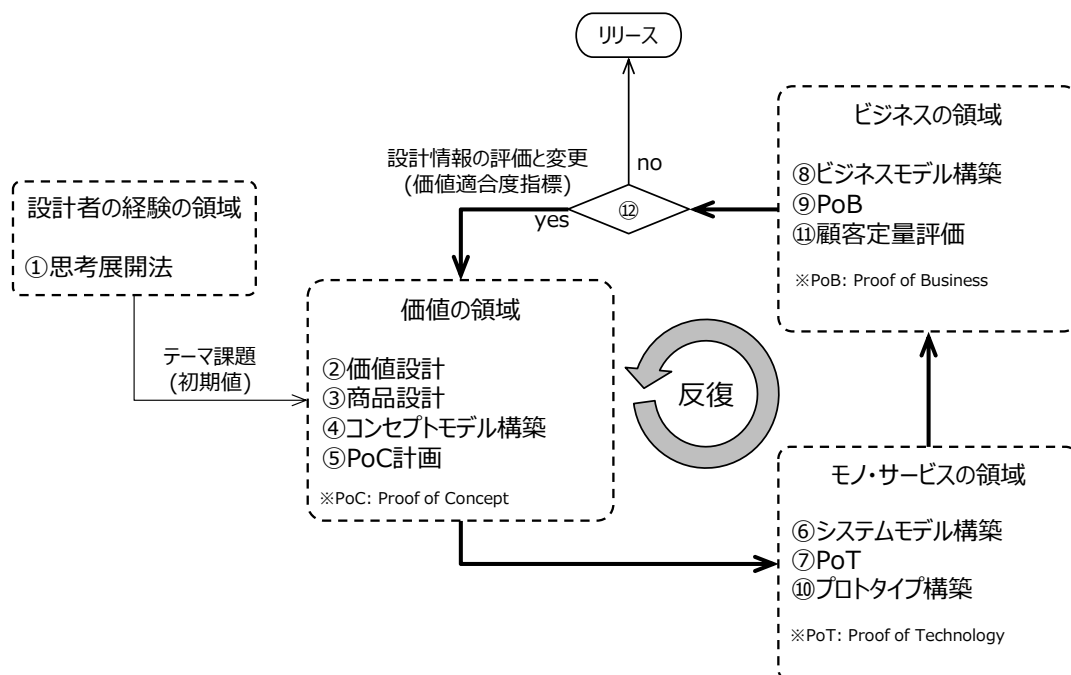 リリース
ビジネスの領域
⑧ビジネスモデル構築
⑨PoB
⑪顧客定量評価
※PoB: Proof of Business
設計情報の評価と変更
(価値適合度指標)
no
yes
⑫
設計者の経験の領域
①思考展開法
テーマ課題
(初期値)
価値の領域
②価値設計
③商品設計
④コンセプトモデル構築
⑤PoC計画
※PoC: Proof of Concept
反復
モノ・サービスの領域
⑥システムモデル構築
⑦PoT
⑩プロトタイプ構築
※PoT: Proof of Technology